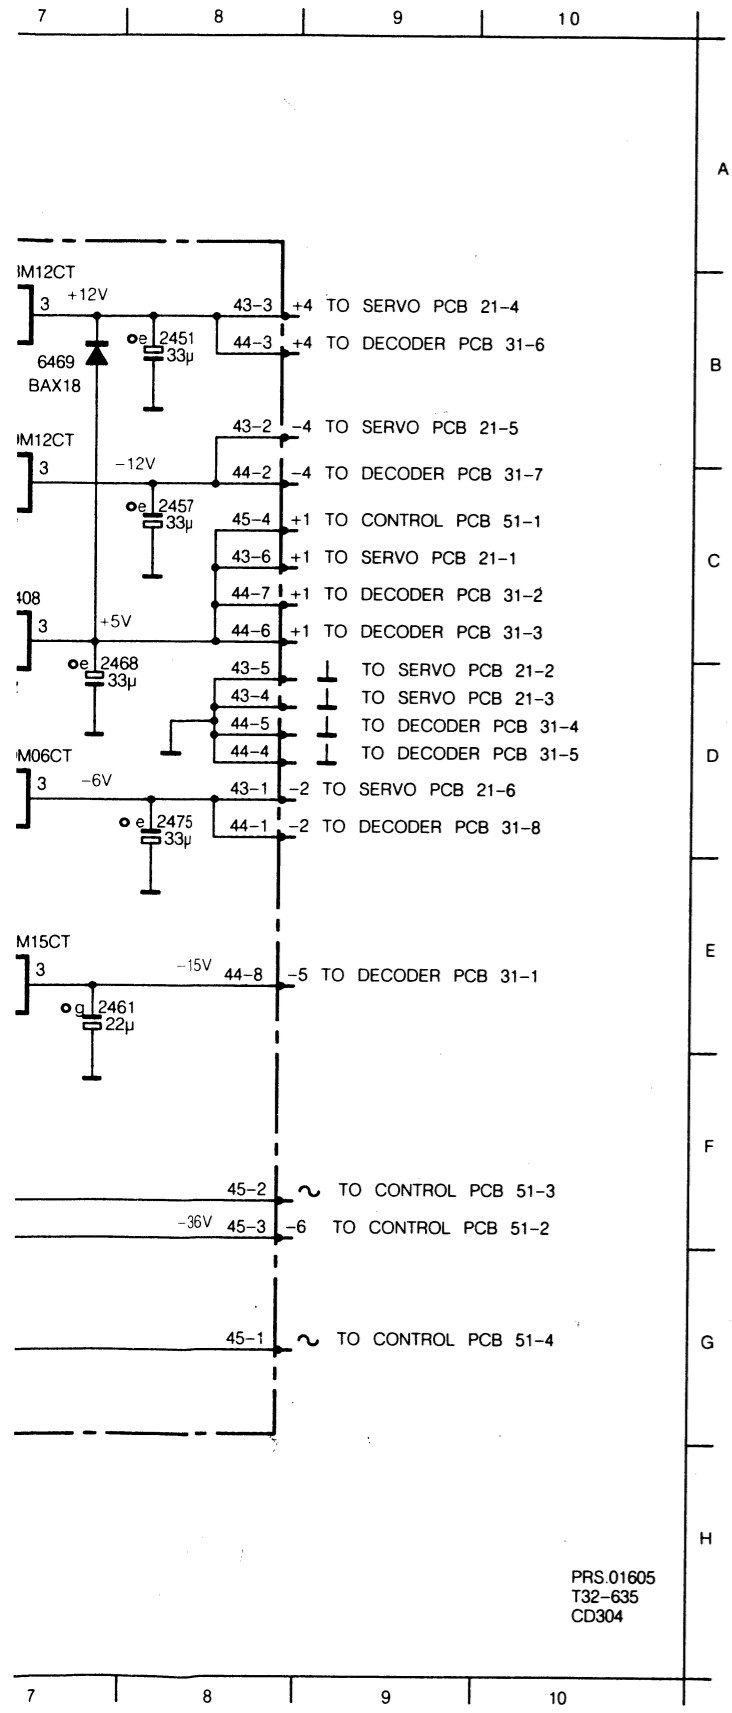 7 8 9 10
A
3M12CT
3 +12V 43-3 +4 TO SERVO PCB 21-4
e 2451
33µ
44-3 +4 TO DECODER PCB 31-6
6469
BAX18
B
43-2 -4 TO SERVO PCB 21-5
M12CT
3 -12V 44-2 -4 TO DECODER PCB 31-7
e 2457
33µ
45-4 +1 TO CONTROL PCB 51-1
43-6 +1 TO SERVO PCB 21-1
C
408
44-7 +1 TO DECODER PCB 31-2
3 +5V 44-6 +1 TO DECODER PCB 31-3
e 2468
33µ
43-5 TO SERVO PCB 21-2
43-4 TO SERVO PCB 21-3
44-5 TO DECODER PCB 31-4
44-4 TO DECODER PCB 31-5
D
M06CT
3 -6V 43-1 -2 TO SERVO PCB 21-6
e 2475
33µ
44-1 -2 TO DECODER PCB 31-8
M15CT
E
3 -15V 44-8 -5 TO DECODER PCB 31-1
g 2461
22µ
F
45-2 ~ TO CONTROL PCB 51-3
-36V 45-3 -6 TO CONTROL PCB 51-2
45-1 ~ TO CONTROL PCB 51-4
G
H
PRS.01605
T32-635
CD304
7 8 9 10